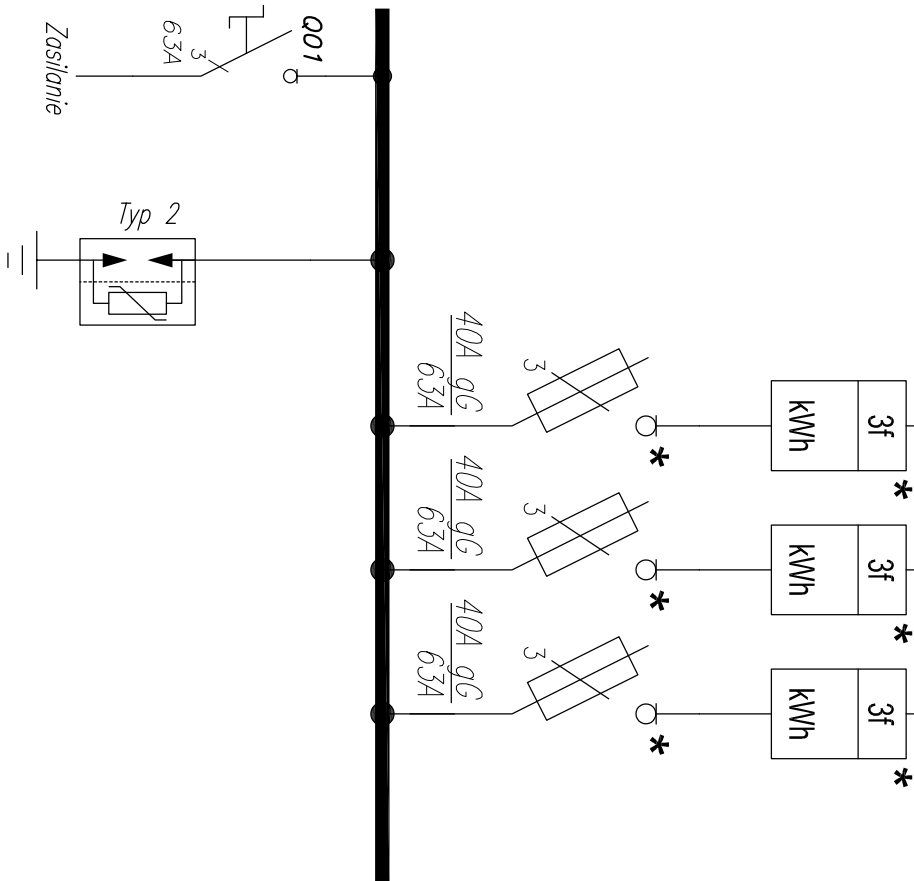 Q01
3
63A
Zasilanie
Typ 2
40A gG
63A
3
*
3f
kWh
*
40A gG
63A
3
*
3f
kWh
*
40A gG
63A
3
*
3f
kWh
*